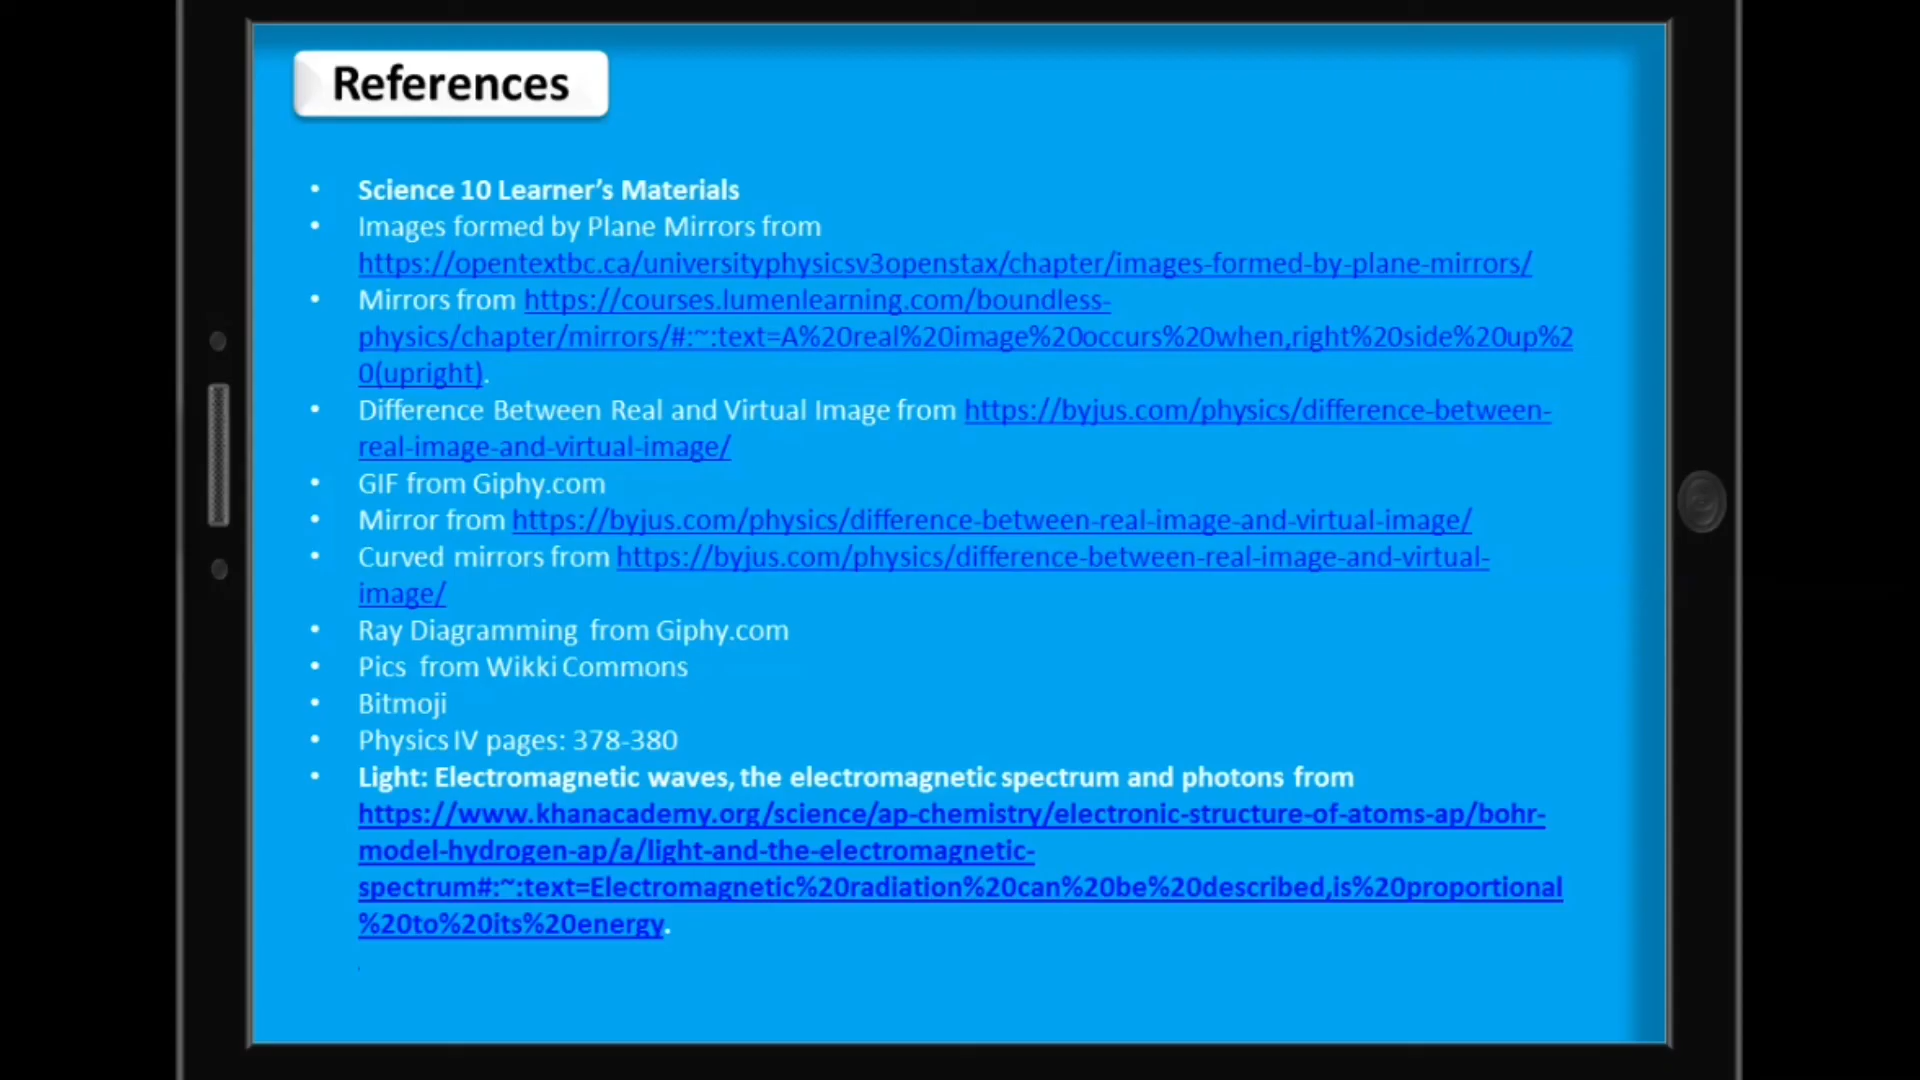 References
• Science 10 Learner’s Materials
• Images formed by Plane Mirrors from
https://opentextbc.ca/universityphysicsv3openstax/chapter/images-formed-by-plane-mirrors/
• Mirrors from https://courses.lumenlearning.com/boundless-
physics/chapter/mirrors/#:~:text=A%20real%20image%20occurs%20when,right%20side%20up%2
0(upright).
• Difference Between Real and Virtual Image from https://byjus.com/physics/difference-between-
real-image-and-virtual-image/
• GIF from Giphy.com
• Mirror from https://byjus.com/physics/difference-between-real-image-and-virtual-image/
• Curved mirrors from https://byjus.com/physics/difference-between-real-image-and-virtual-
image/
• Ray Diagramming from Giphy.com
• Pics from Wikki Commons
• Bitmoji
• Physics IV pages: 378-380
• Light: Electromagnetic waves, the electromagnetic spectrum and photons from
https://www.khanacademy.org/science/ap-chemistry/electronic-structure-of-atoms-ap/bohr-
model-hydrogen-ap/a/light-and-the-electromagnetic-
spectrum#:~:text=Electromagnetic%20radiation%20can%20be%20described,is%20proportional
%20to%20its%20energy.